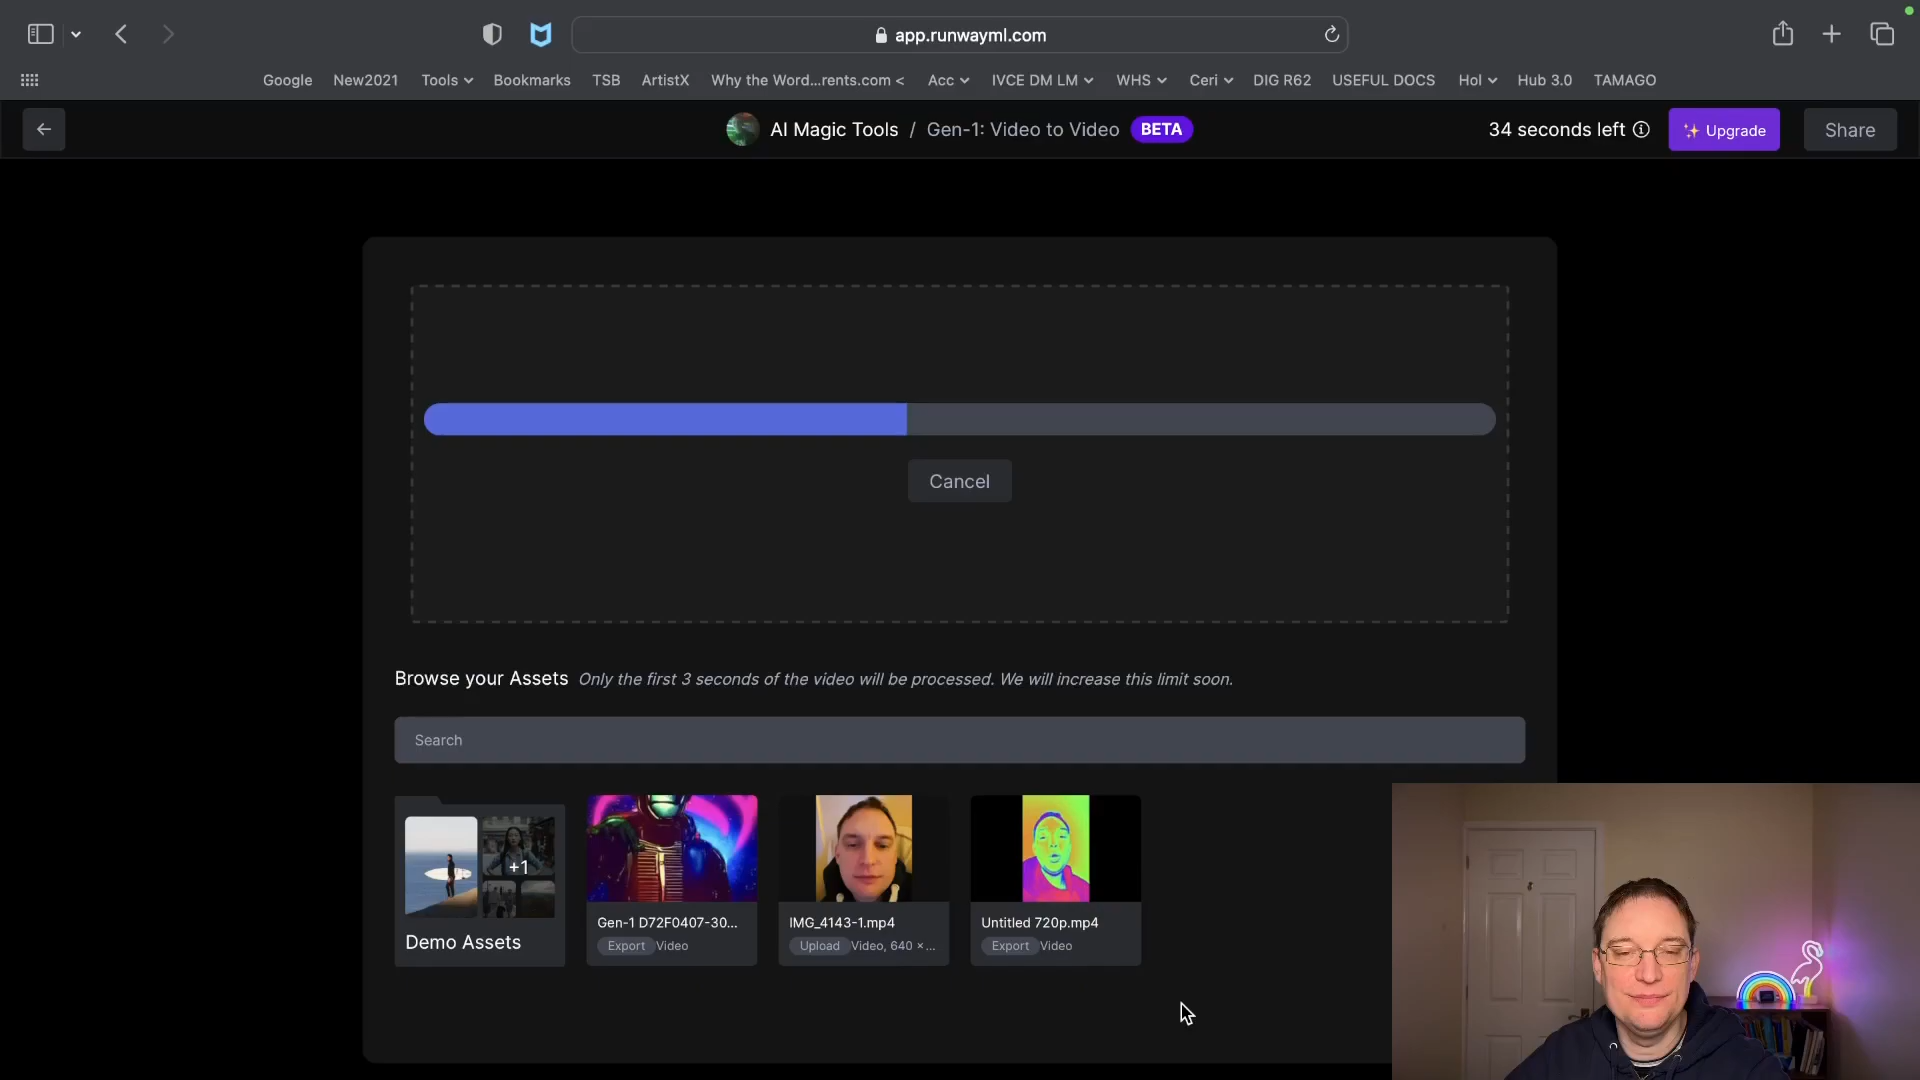 app.runwayml.com
Google New2021 Tools Bookmarks TSB ArtistX Why the Word...rents.com < Acc IVCE DM LM WHS Ceri DIG R62 USEFUL DOCS Hol Hub 3.0 TAMAGO
AI Magic Tools / Gen-1: Video to Video BETA 34 seconds left Upgrade Share
Cancel
Browse your Assets Only the first 3 seconds of the video will be processed. We will increase this limit soon.
Search
+1
Demo Assets
Gen-1 D72F0407-30...
Export Video
IMG_4143-1.mp4
Upload Video, 640 ×...
Untitled 720p.mp4
Export Video